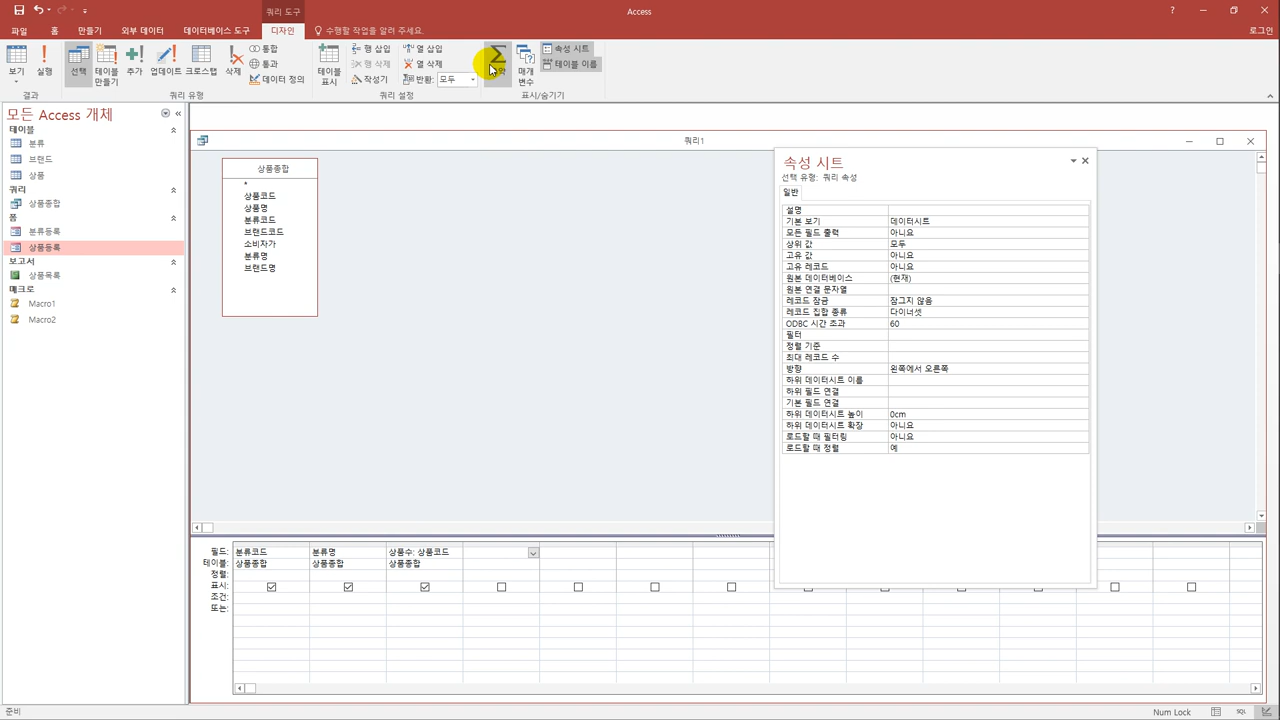 쿼리 도구
Access
로그인
파일 홈 만들기 외부 데이터 데이터베이스 도구 디자인 수행할 작업을 알려 주세요.
보기 실행 선택 테이블 만들기 추가 업데이트 크로스탭 삭제
통합
통과
데이터 정의
테이블 표시
행 삽입
행 삭제
작성기
열 삽입
열 삭제
반환: 모두
매개 변수
속성 시트
테이블 이름
결과 쿼리 유형 쿼리 설정 표시/숨기기
모든 Access 개체
테이블
분류
브랜드
상품
쿼리
상품종합
폼
분류등록
상품등록
보고서
상품목록
매크로
Macro1
Macro2
쿼리1
상품종합
*
상품코드
상품명
분류코드
브랜드코드
소비자가
분류명
브랜드명
속성 시트
선택 유형: 쿼리 속성
일반
설명
기본 보기 데이터시트
모든 필드 출력 아니요
상위 값 모두
고유 값 아니요
고유 레코드 아니요
원본 데이터베이스 (현재)
원본 연결 문자열
레코드 잠금 잠그지 않음
레코드 집합 종류 다이너셋
ODBC 시간 초과 60
필터
정렬 기준
최대 레코드 수
방향 왼쪽에서 오른쪽
하위 데이터시트 이름
하위 필드 연결
기본 필드 연결
하위 데이터시트 높이 0cm
하위 데이터시트 확장 아니요
로드할 때 필터링 아니요
로드할 때 정렬 예
필드: 분류코드 분류명 상품수: 상품코드
테이블: 상품종합 상품종합 상품종합
정렬:
표시:
조건:
또는:
준비
Num Lock
SQL